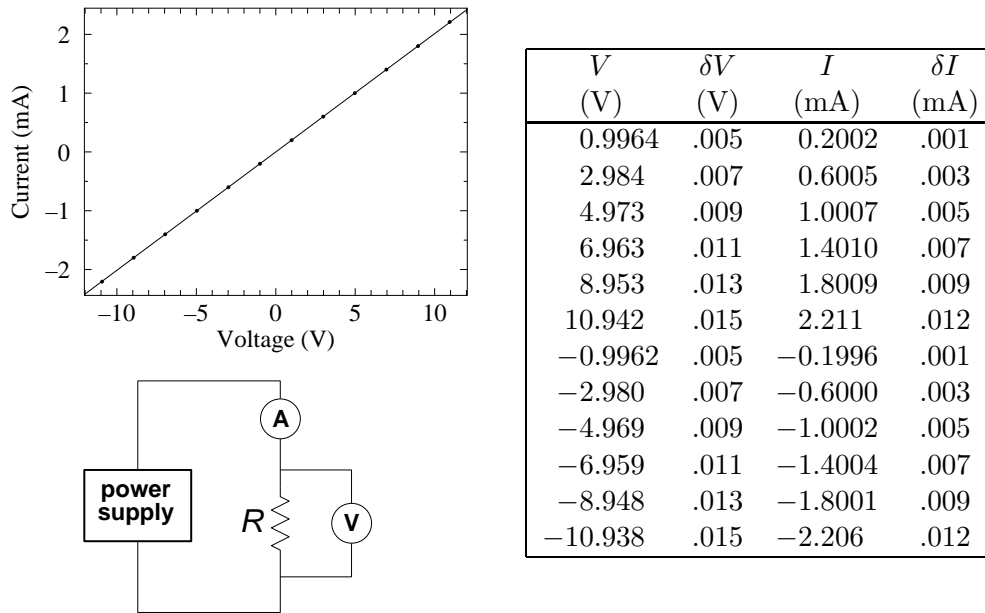 2
1
0
−1
−2
Current (mA)
−10 −5 0 5 10
Voltage (V)
A
power
supply
R
V
V δV I δI
(V) (V) (mA) (mA)
0.9964 .005 0.2002 .001
2.984 .007 0.6005 .003
4.973 .009 1.0007 .005
6.963 .011 1.4010 .007
8.953 .013 1.8009 .009
10.942 .015 2.211 .012
−0.9962 .005 −0.1996 .001
−2.980 .007 −0.6000 .003
−4.969 .009 −1.0002 .005
−6.959 .011 −1.4004 .007
−8.948 .013 −1.8001 .009
−10.938 .015 −2.206 .012